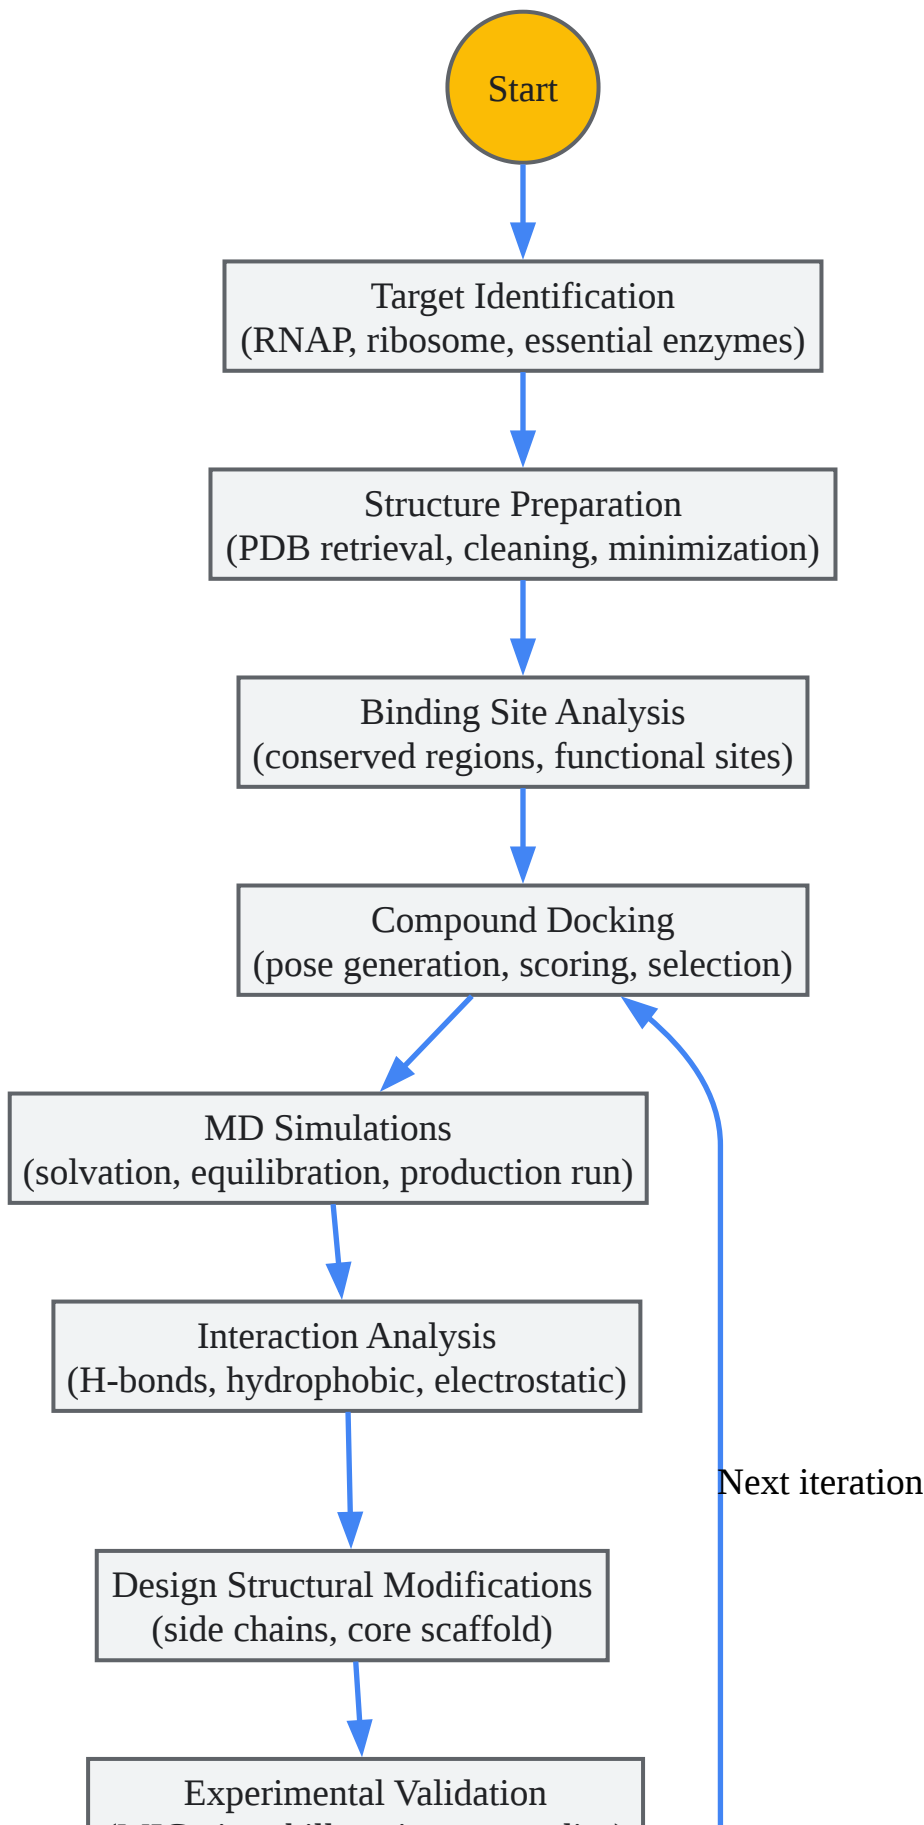 Start
Target Identification
(RNAP, ribosome, essential enzymes)
Structure Preparation
(PDB retrieval, cleaning, minimization)
Binding Site Analysis
(conserved regions, functional sites)
Compound Docking
(pose generation, scoring, selection)
MD Simulations
(solvation, equilibration, production run)
Interaction Analysis
(H-bonds, hydrophobic, electrostatic)
Next iteration
Design Structural Modifications
(side chains, core scaffold)
Experimental Validation